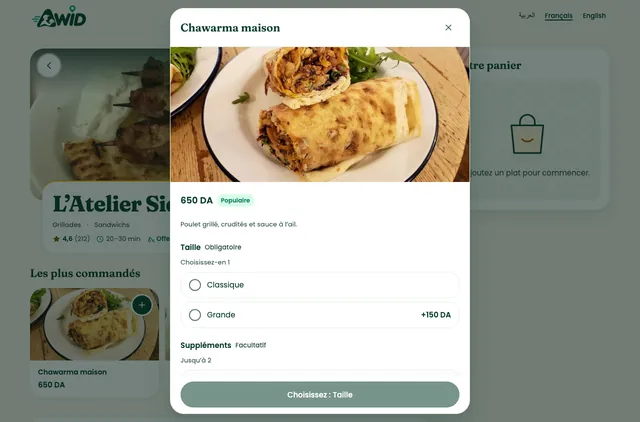 AWID
العربية
Français
English
Chawarma maison
650 DA
Populaire
Poulet grillé, crudités et sauce à l'ail.
Taille Obligatoire
Choisissez-en 1
Classique
Grande
+150 DA
Suppléments Facultatif
Jusqu'à 2
Choisissez : Taille
tre panier
joutez un plat pour commencer.
L'Atelier Si
Grillades · Sandwichs
4,6 (212)
20–30 min
Offe
Les plus commandés
Chawarma maison
650 DA